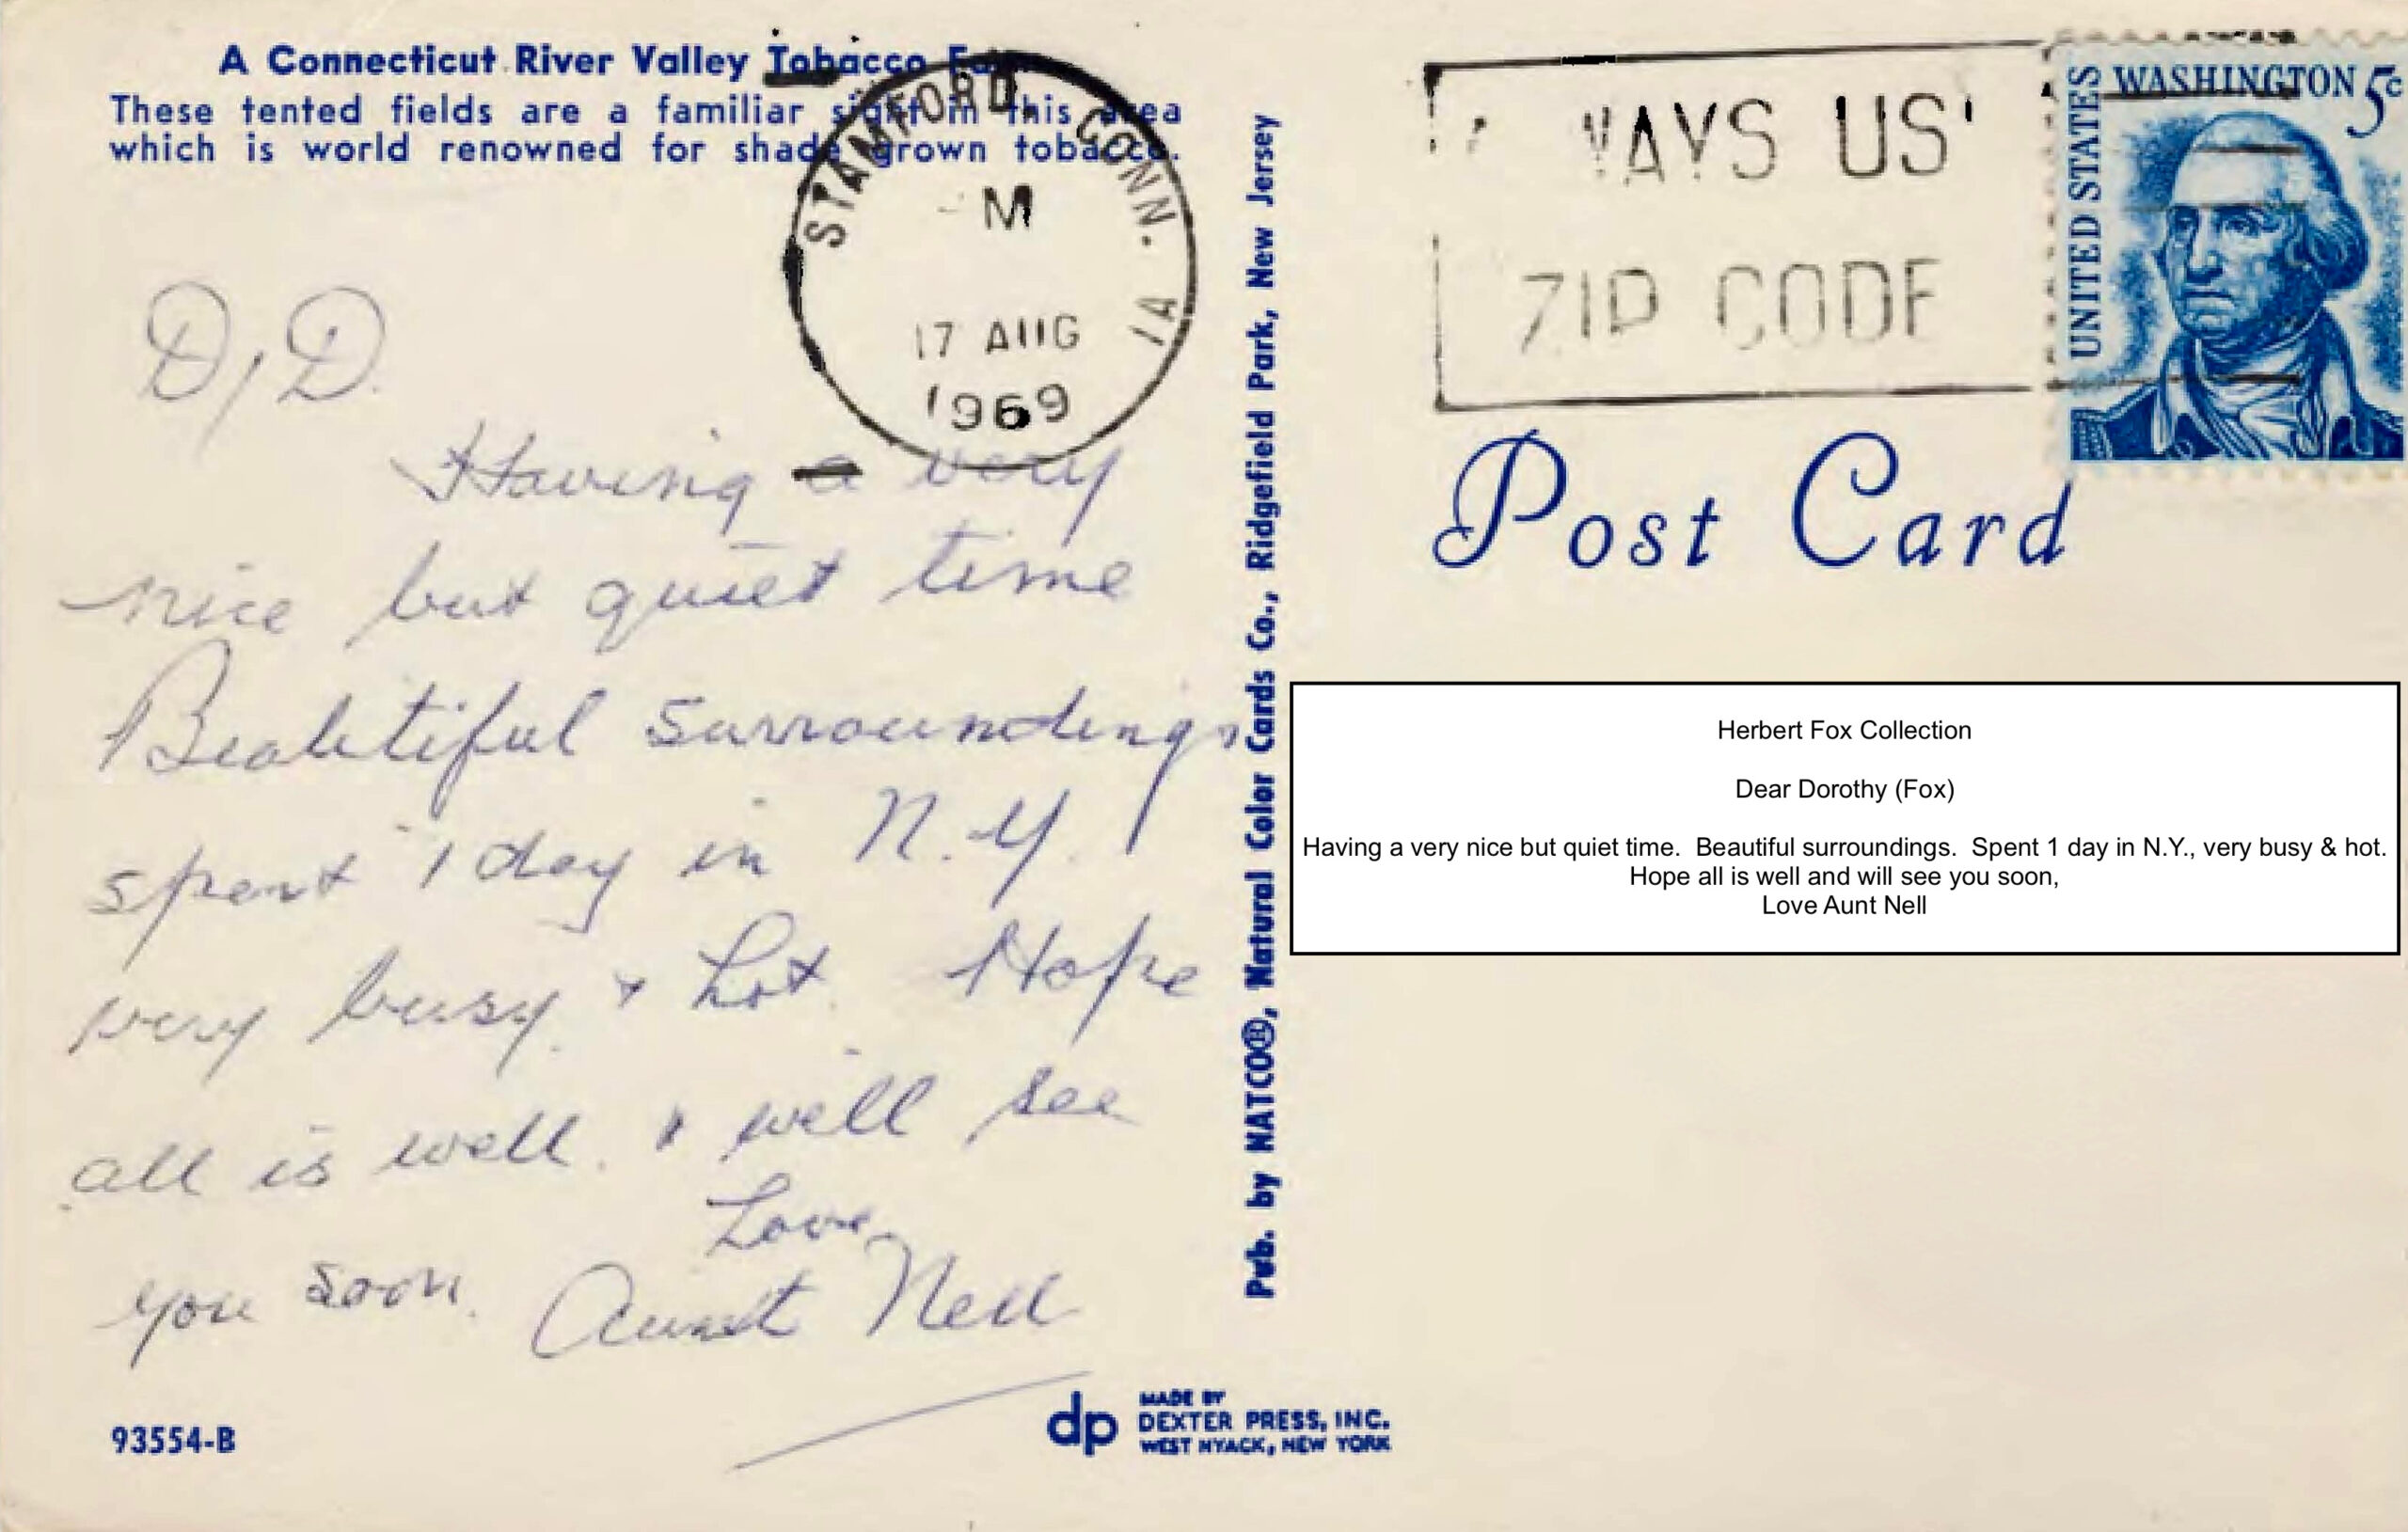 A Connecticut River Valley Tobacco
These tented fields are a familiar sight in this area
which is world renowned for shade grown tobacco.
STAMFORD, CONN.
M
17 AUG
1969
D, D.
Having a very
nice but quiet time
Beautiful surroundings
spent 1 day in N.Y.
very busy & hot. Hope
all is well. & will see
you soon.
Love
Aunt Nell
93554-B
Pub. by NATCO®, Natural Color Cards Co., Ridgefield Park, New Jersey
dp
MADE BY
DEXTER PRESS, INC.
WEST NYACK, NEW YORK
WAYS US
ZIP CODE
UNITED STATES
WASHINGTON 5c
Post Card
Herbert Fox Collection
Dear Dorothy (Fox)
Having a very nice but quiet time. Beautiful surroundings. Spent 1 day in N.Y., very busy & hot.
Hope all is well and will see you soon,
Love Aunt Nell